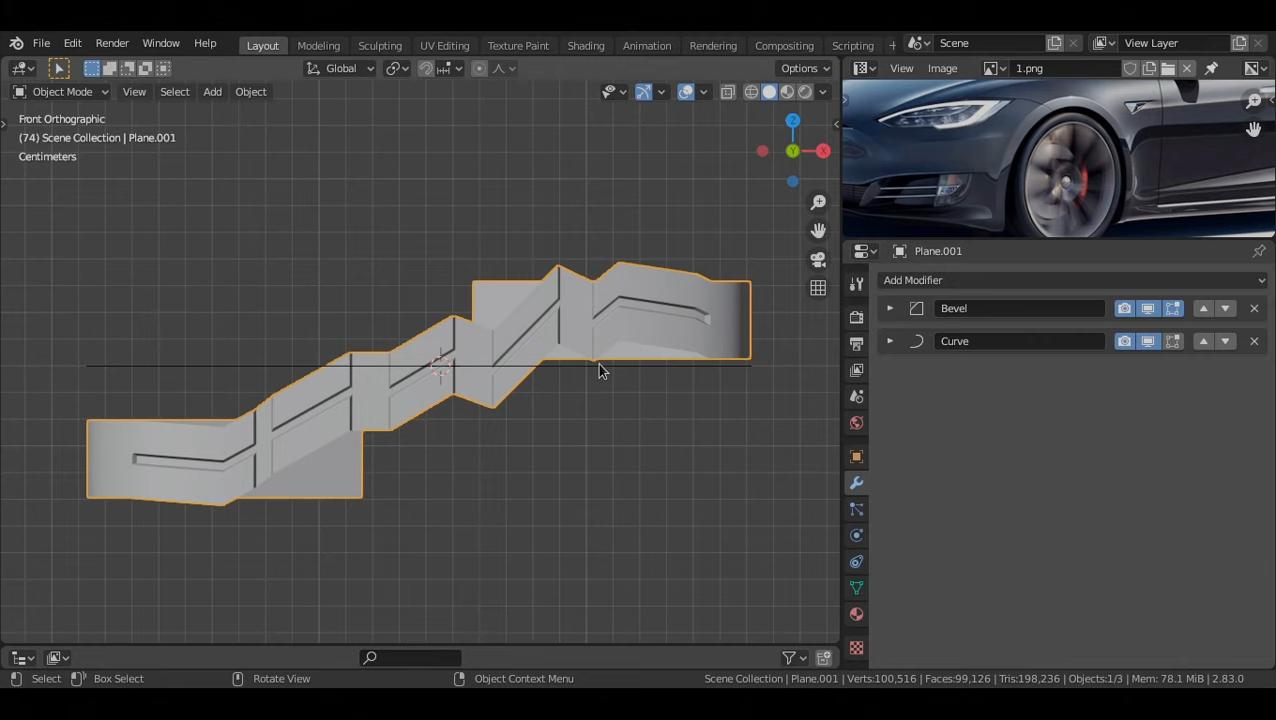 File Edit Render Window Help Layout Modeling Sculpting UV Editing Texture Paint Shading Animation Rendering Compositing Scripting + Scene View Layer
Global Options View Image 1.png
Object Mode View Select Add Object
Front Orthographic
(74) Scene Collection | Plane.001
Centimeters
Z
Y
X
Plane.001
Add Modifier
Bevel
Curve
Select Box Select Rotate View Object Context Menu Scene Collection | Plane.001 | Verts:100,516 | Faces:99,126 | Tris:198,236 | Objects:1/3 | Mem: 78.1 MiB | 2.83.0